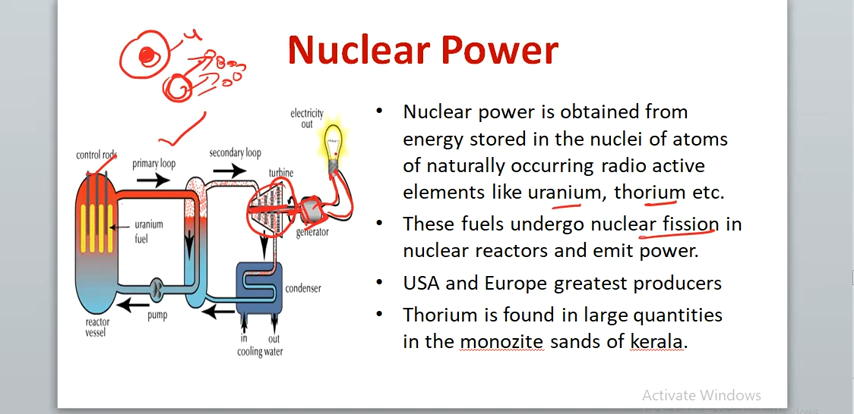 Nuclear Power
electricity
out
control rods
primary loop
secondary loop
turbine
uranium
fuel
generator
condenser
pump
reactor
vessel
in
out
cooling water
• Nuclear power is obtained from
energy stored in the nuclei of atoms
of naturally occurring radio active
elements like uranium, thorium etc.
• These fuels undergo nuclear fission in
nuclear reactors and emit power.
• USA and Europe greatest producers
• Thorium is found in large quantities
in the monozite sands of kerala.
Activate Windows